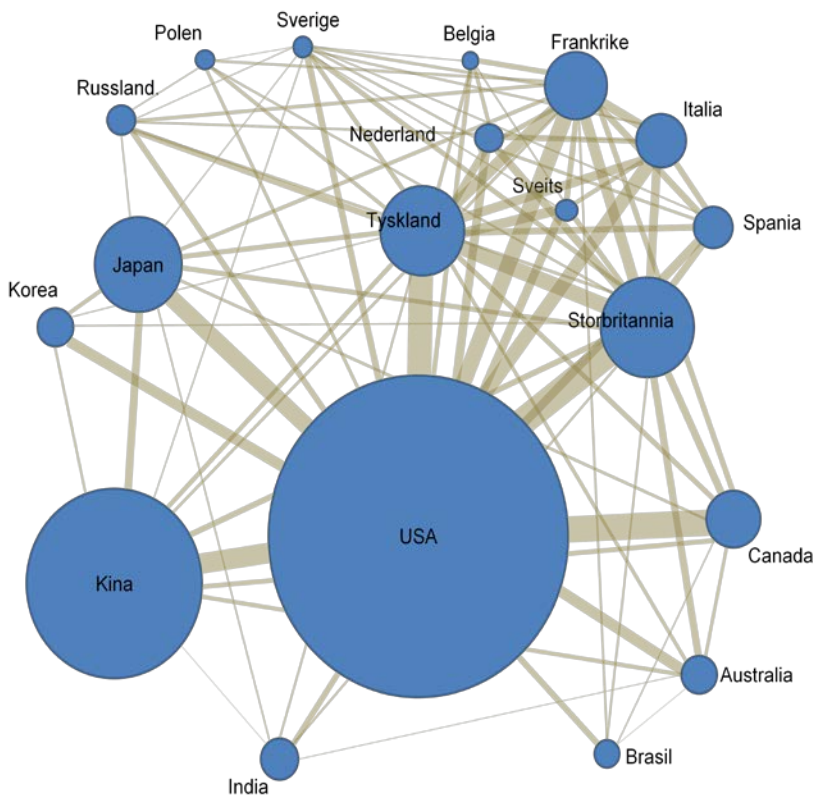 Sverige
Polen
Belgia
Frankrike
Russland.
Italia
Nederland
Sveits
Tyskland
Spania
Japan
Korea
Storbritannia
USA
Kina
Canada
Australia
Brasil
India